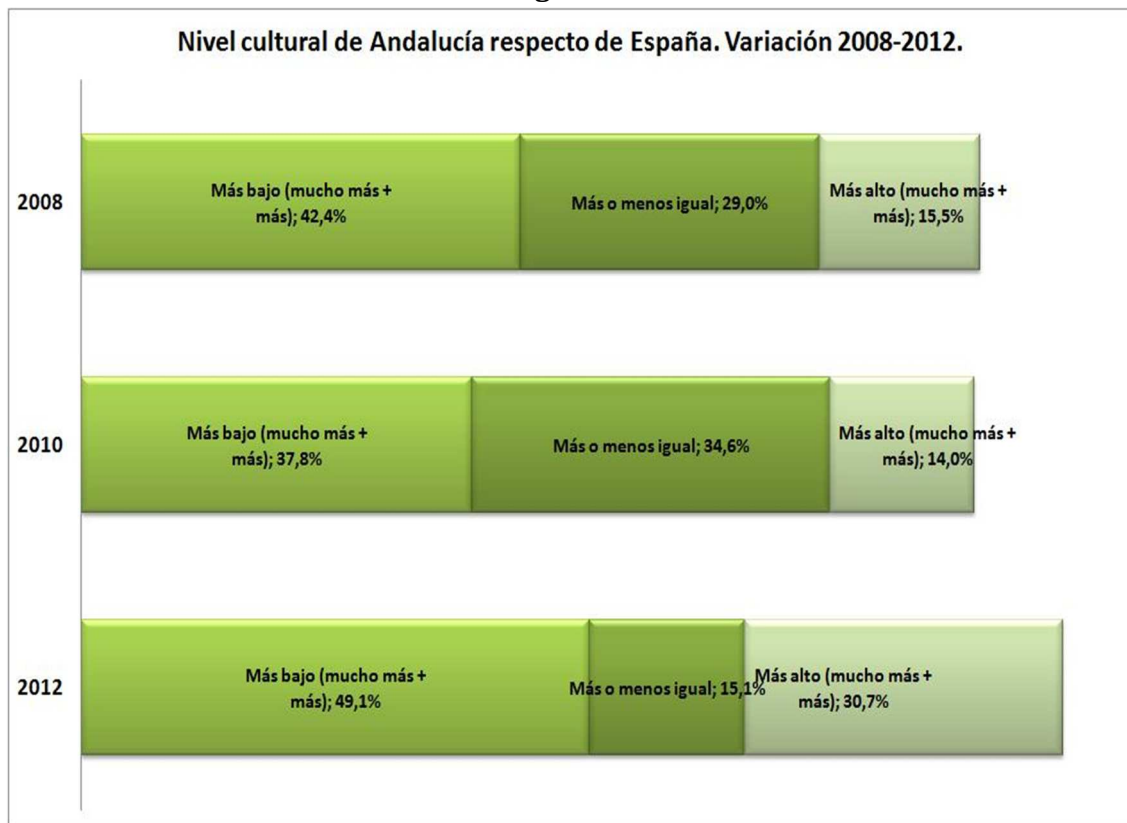 Nivel cultural de Andalucía respecto de España. Variación 2008-2012.
2008
Más bajo (mucho más +
más); 42,4%
Más o menos igual; 29,0%
Más alto (mucho más +
más); 15,5%
2010
Más bajo (mucho más +
más); 37,8%
Más o menos igual; 34,6%
Más alto (mucho más +
más); 14,0%
2012
Más bajo (mucho más +
más); 49,1%
Más o menos igual; 15,1%
Más alto (mucho más +
más); 30,7%